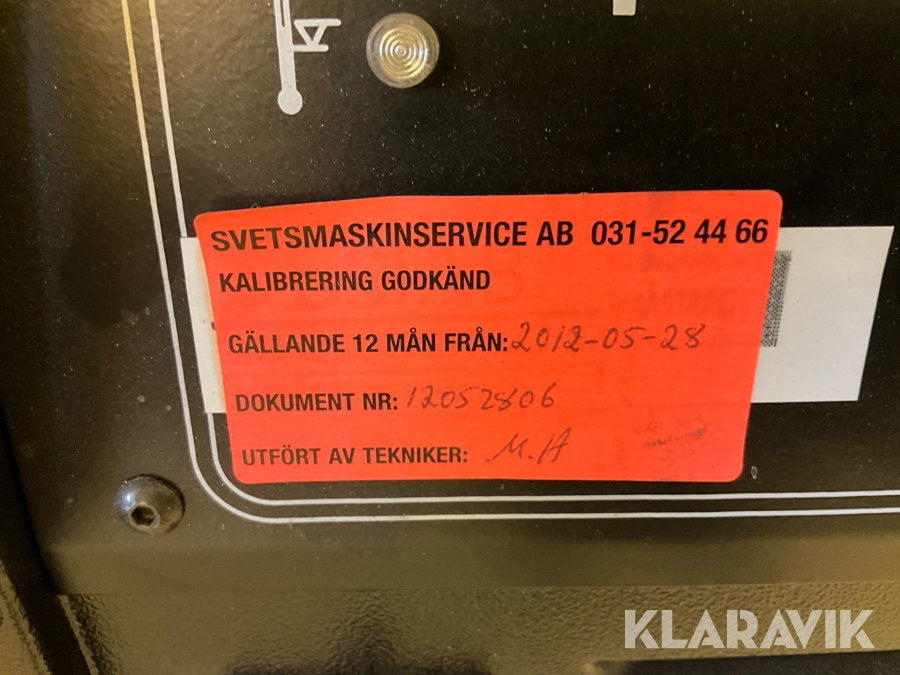 SVETSMASKINSERVICE AB 031-52 44 66
KALIBRERING GODKÄND
GÄLLANDE 12 MÅN FRÅN: 2012-05-28
DOKUMENT NR: 12052806
UTFÖRT AV TEKNIKER: M.A
KLARAVIK